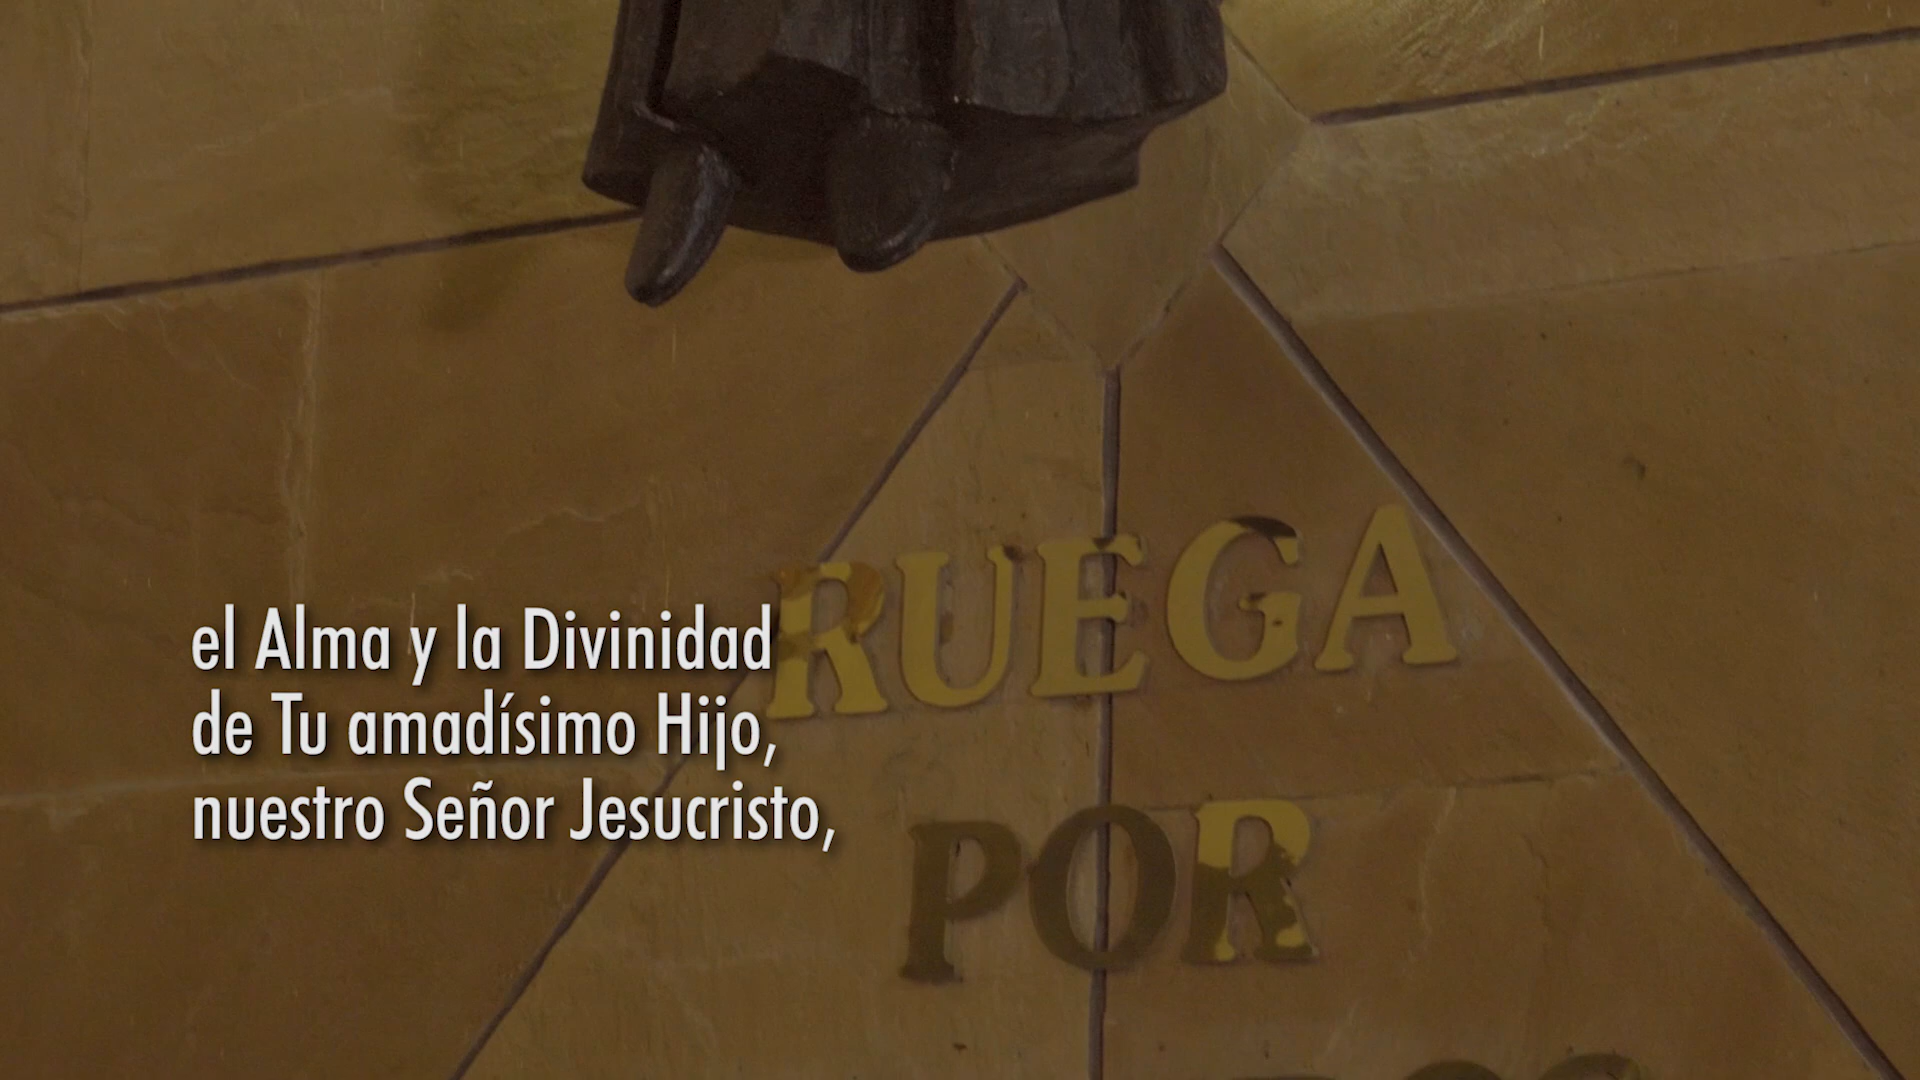 el Alma y la Divinidad
de Tu amadísimo Hijo,
nuestro Señor Jesucristo,
RUEGA
POR